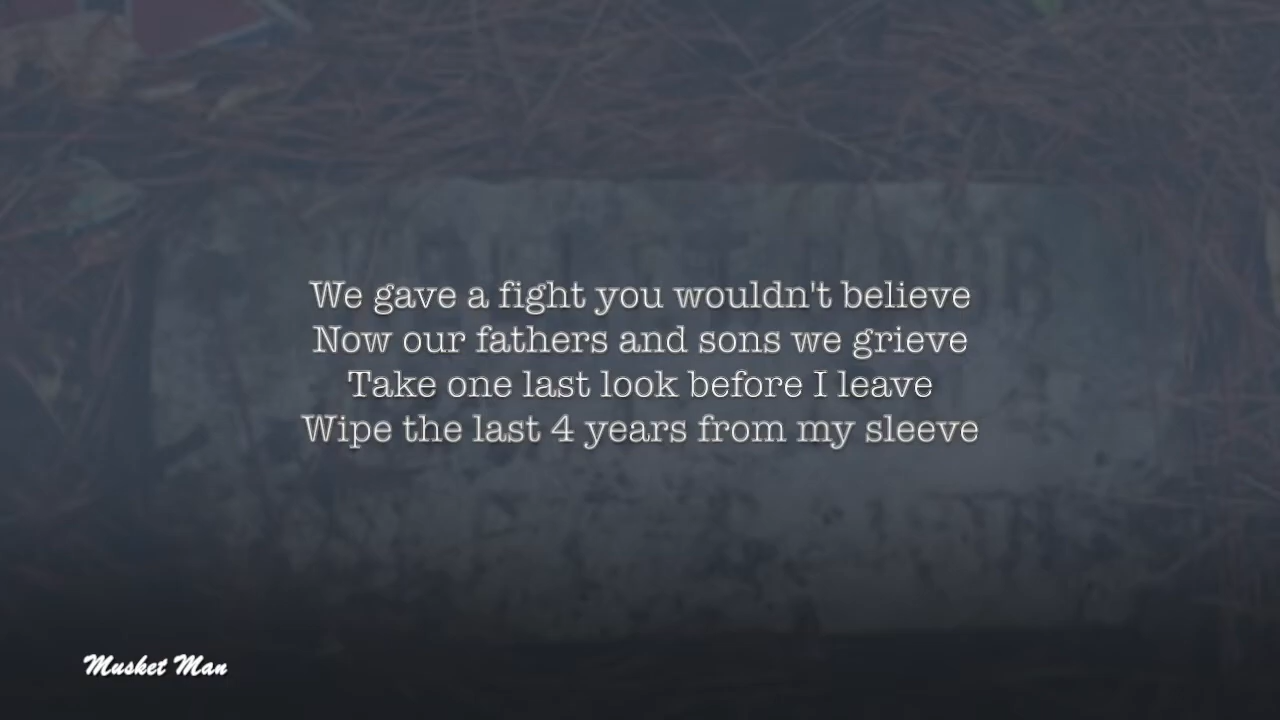 We gave a fight you wouldn't believe
Now our fathers and sons we grieve
Take one last look before I leave
Wipe the last 4 years from my sleeve
Musket Man